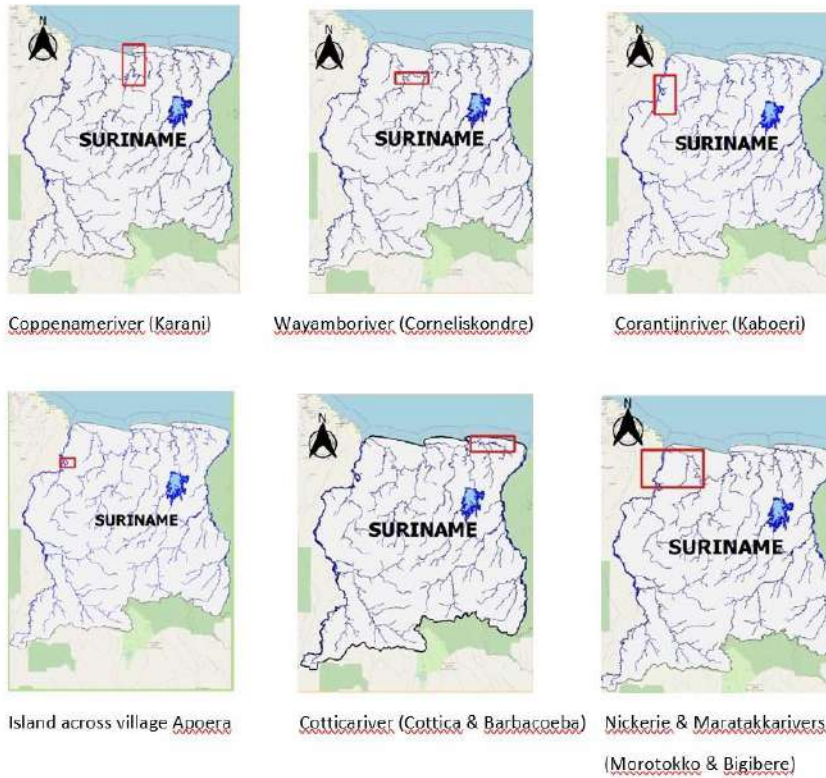 N
N
N
SURINAME
SURINAME
SURINAME
Coppenameriver (Karani)
Wayamboriver (Corneliskondre)
Corantijnriver (Kaboeri)
N
N
SURINAME
SURINAME
SURINAME
Island across village Apoera
Cotticariver (Cottica & Barbacoeba)
Nickerie & Maratakkarivers
(Morotokko & Bigibere)